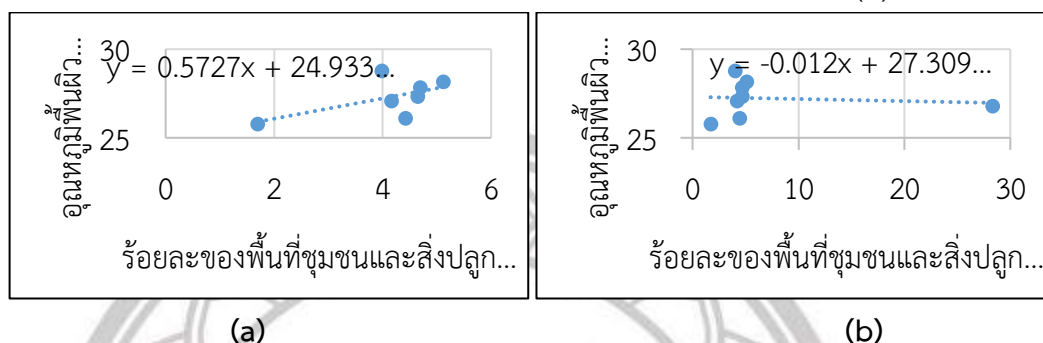 30
y = 0.5727x + 24.933...
25
อุณหภูมิพื้นผิว...
0 2 4 6
ร้อยละของพื้นที่ชุมชนและสิ่งปลูก...
(a)
30
y = -0.012x + 27.309...
25
อุณหภูมิพื้นผิว...
0 10 20 30
ร้อยละของพื้นที่ชุมชนและสิ่งปลูก...
(b)